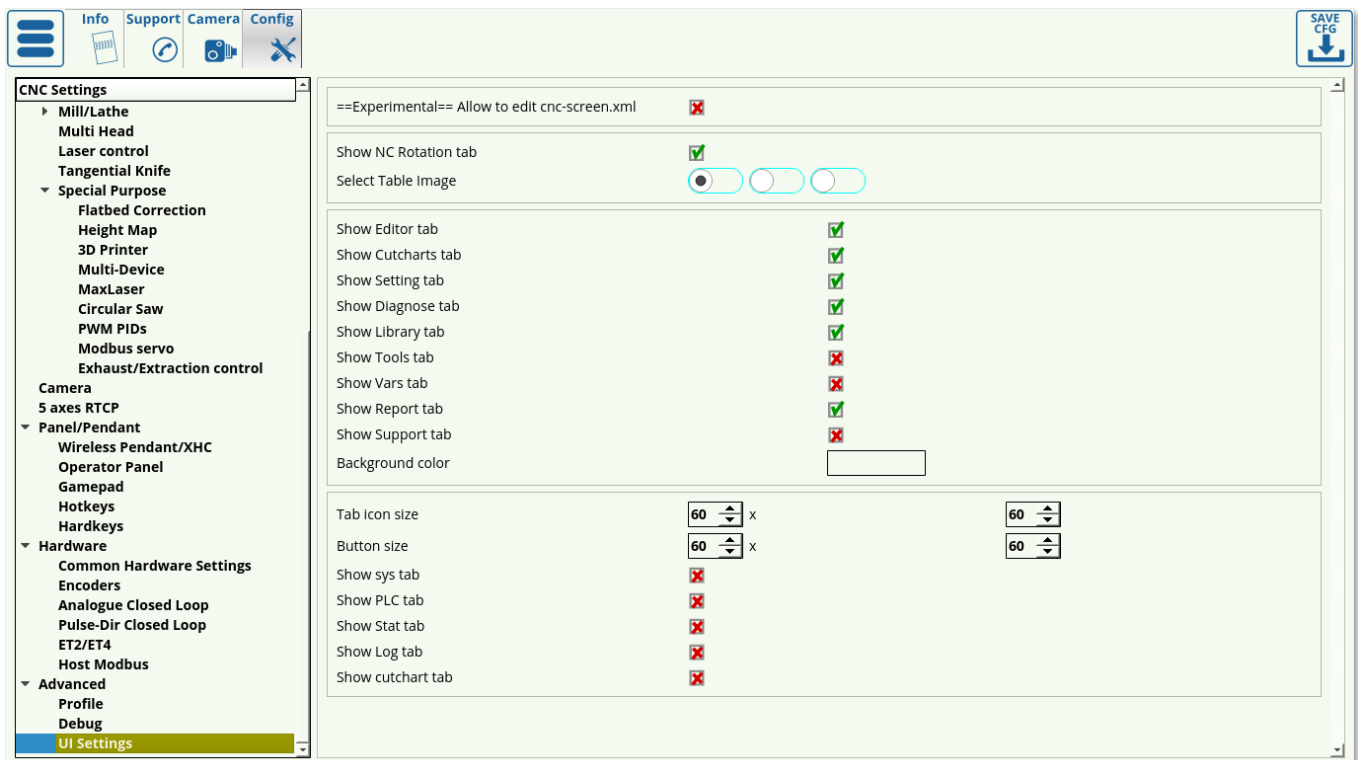 Info Support Camera Config
SAVE
CFG
CNC Settings
Mill/Lathe
Multi Head
Laser control
Tangential Knife
Special Purpose
Flatbed Correction
Height Map
3D Printer
Multi-Device
MaxLaser
Circular Saw
PWM PIDs
Modbus servo
Exhaust/Extraction control
Camera
5 axes RTCP
Panel/Pendant
Wireless Pendant/XHC
Operator Panel
Gamepad
Hotkeys
Hardkeys
Hardware
Common Hardware Settings
Encoders
Analogue Closed Loop
Pulse-Dir Closed Loop
ET2/ET4
Host Modbus
Advanced
Profile
Debug
UI Settings
==Experimental== Allow to edit cnc-screen.xml
Show NC Rotation tab
Select Table Image
Show Editor tab
Show Cutcharts tab
Show Setting tab
Show Diagnose tab
Show Library tab
Show Tools tab
Show Vars tab
Show Report tab
Show Support tab
Background color
Tab icon size 60 x 60
Button size 60 x 60
Show sys tab
Show PLC tab
Show Stat tab
Show Log tab
Show cutchart tab